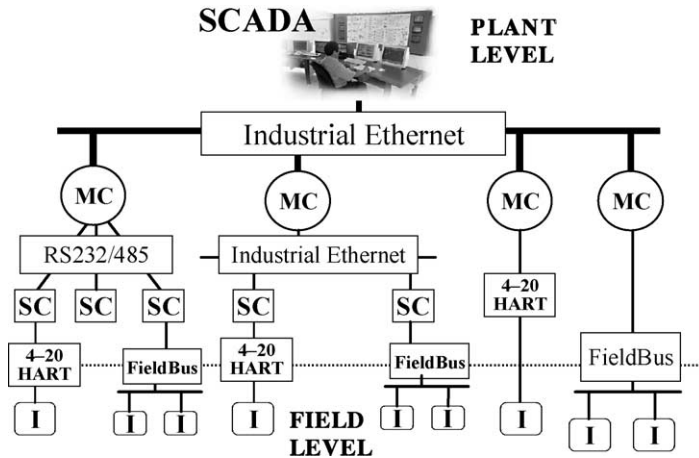 SCADA
PLANT
LEVEL
Industrial Ethernet
MC
MC
MC
MC
RS232/485
Industrial Ethernet
4–20
HART
SC
SC
SC
SC
SC
4–20
HART
FieldBus
4–20
HART
FieldBus
FieldBus
I
I
I
I
FIELD
LEVEL
I
I
I
I
I